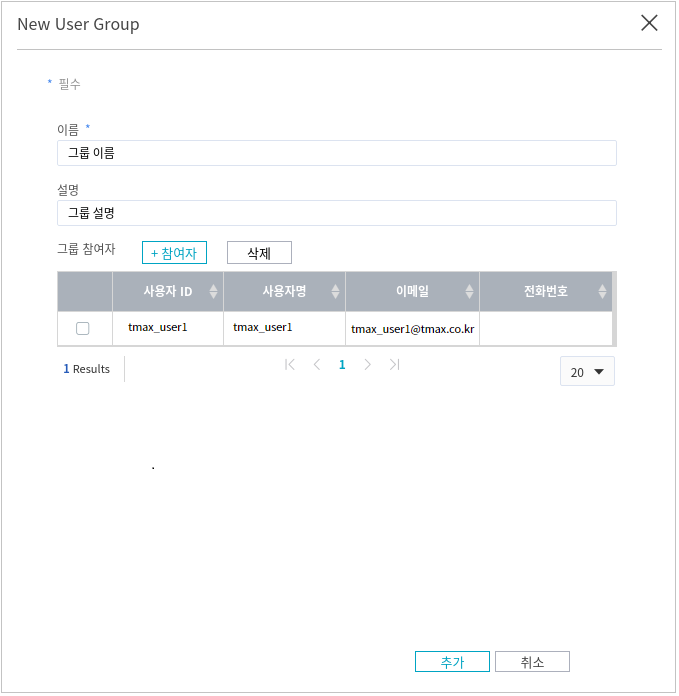 New User Group
* 필수
이름 *
그룹 이름
설명
그룹 설명
그룹 참여자 + 참여자 삭제
사용자 ID 사용자명 이메일 전화번호
tmax_user1 tmax_user1 tmax_user1@tmax.co.kr
1 Results 1 20
.
추가 취소